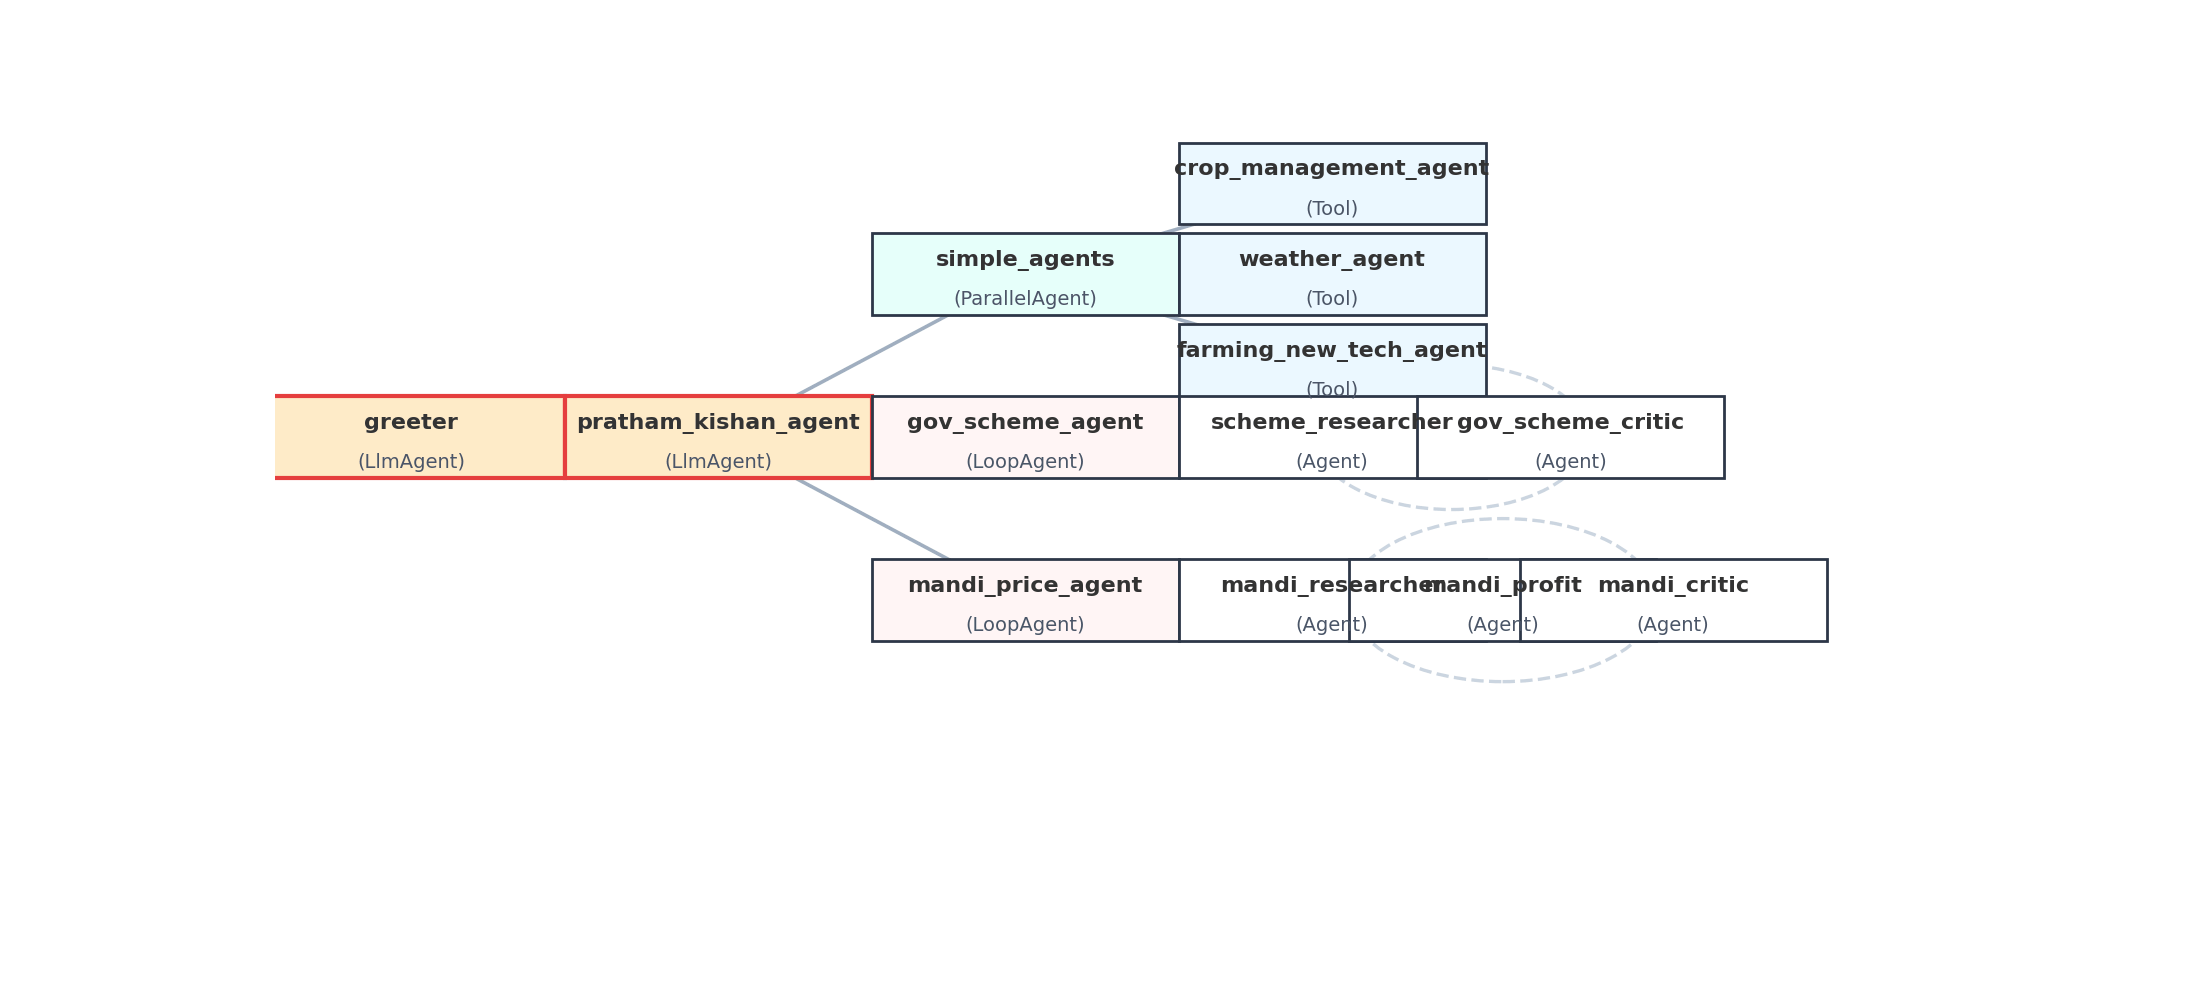 crop_management_agent
(Tool)
simple_agents
(ParallelAgent)
weather_agent
(Tool)
farming_new_tech_agent
(Tool)
greeter
(LlmAgent)
pratham_kishan_agent
(LlmAgent)
gov_scheme_agent
(LoopAgent)
scheme_researcher
(Agent)
gov_scheme_critic
(Agent)
mandi_price_agent
(LoopAgent)
mandi_researcher
(Agent)
mandi_profit
(Agent)
mandi_critic
(Agent)